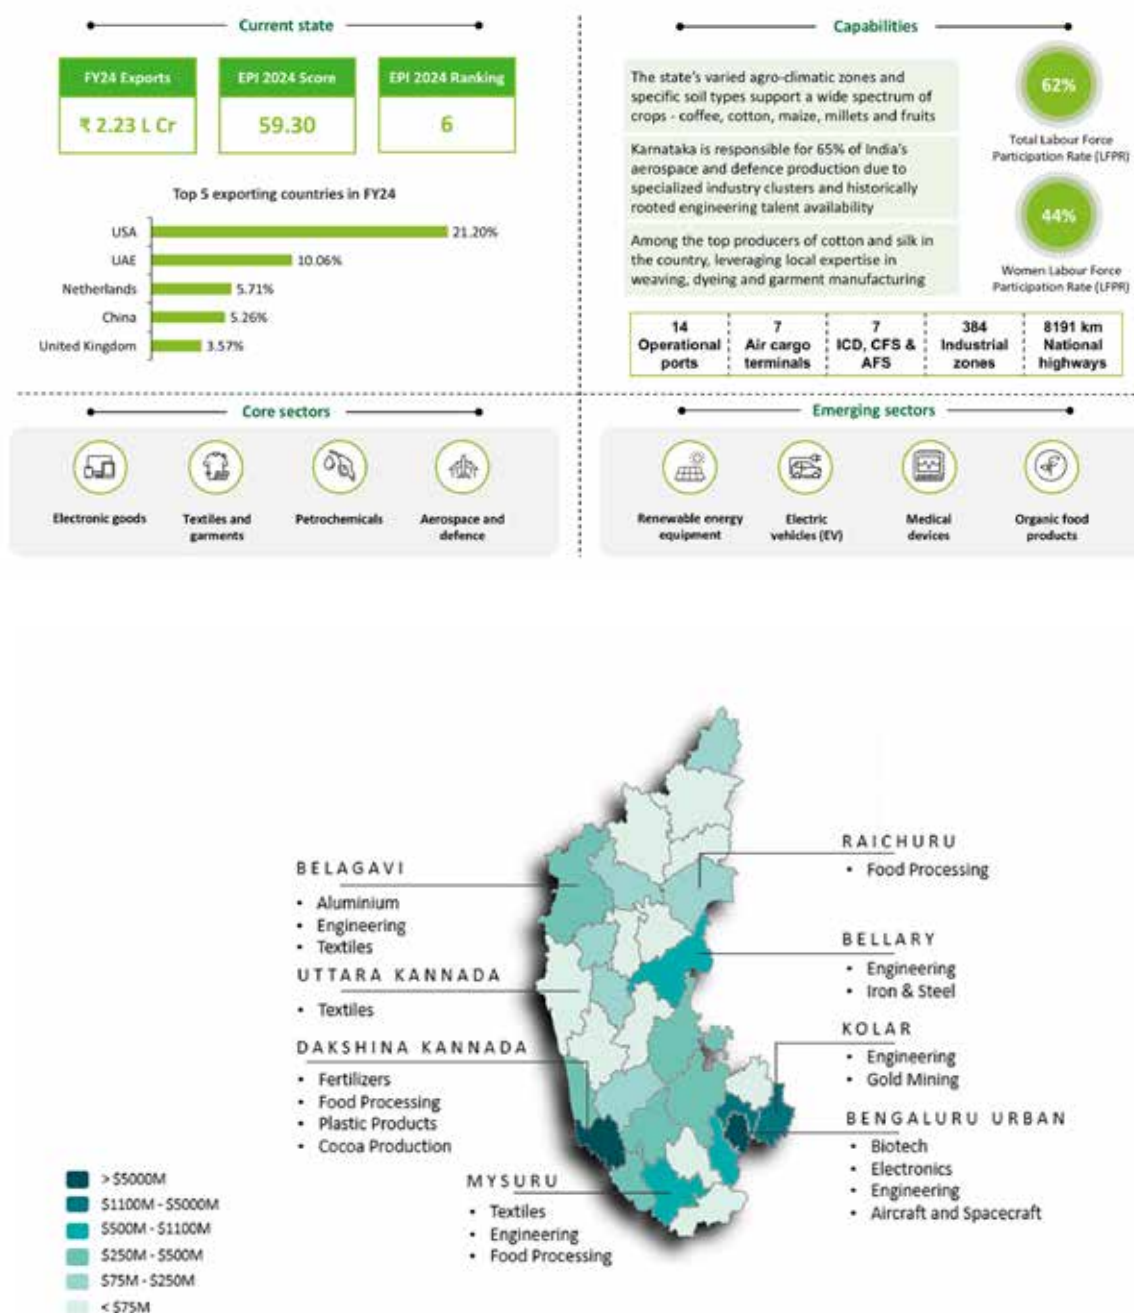 Current state
FY24 Exports
₹ 2.23 L Cr
EPI 2024 Score
59.30
EPI 2024 Ranking
6
Top 5 exporting countries in FY24
USA 21.20%
UAE 10.06%
Netherlands 5.71%
China 5.26%
United Kingdom 3.57%
Capabilities
The state's varied agro-climatic zones and
specific soil types support a wide spectrum of
crops - coffee, cotton, maize, millets and fruits
Karnataka is responsible for 65% of India's
aerospace and defence production due to
specialized industry clusters and historically
rooted engineering talent availability
Among the top producers of cotton and silk in
the country, leveraging local expertise in
weaving, dyeing and garment manufacturing
62%
Total Labour Force
Participation Rate (LFPR)
44%
Women Labour Force
Participation Rate (LFPR)
14
Operational
ports
7
Air cargo
terminals
7
ICD, CFS &
AFS
384
Industrial
zones
8191 km
National
highways
Core sectors
Electronic goods
Textiles and
garments
Petrochemicals
Aerospace and
defence
Emerging sectors
Renewable energy
equipment
Electric
vehicles (EV)
Medical
devices
Organic food
products
BELAGAVI
• Aluminium
• Engineering
• Textiles
UTTARA KANNADA
• Textiles
DAKSHINA KANNADA
• Fertilizers
• Food Processing
• Plastic Products
• Cocoa Production
MYSURU
• Textiles
• Engineering
• Food Processing
RAICHURU
• Food Processing
BELLARY
• Engineering
• Iron & Steel
KOLAR
• Engineering
• Gold Mining
BENGALURU URBAN
• Biotech
• Electronics
• Engineering
• Aircraft and Spacecraft
> $5000M
$1100M - $5000M
$500M - $1100M
$250M - $500M
$75M - $250M
< $75M